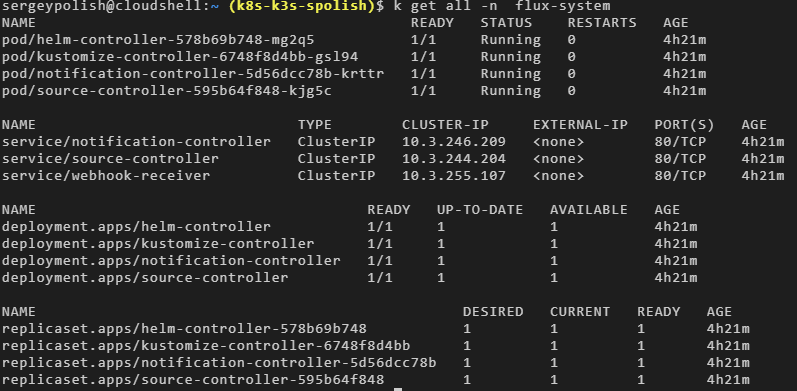 sergeypolish@cloudshell:~ (k8s-k3s-spolish)$ k get all -n  flux-system
NAME                                           READY   STATUS    RESTARTS   AGE
pod/helm-controller-578b69b748-mg2q5           1/1     Running   0          4h21m
pod/kustomize-controller-6748f8d4bb-gsl94      1/1     Running   0          4h21m
pod/notification-controller-5d56dcc78b-krttr   1/1     Running   0          4h21m
pod/source-controller-595b64f848-kjg5c         1/1     Running   0          4h21m
NAME                              TYPE        CLUSTER-IP     EXTERNAL-IP   PORT(S)   AGE
service/notification-controller   ClusterIP   10.3.246.209   <none>        80/TCP    4h21m
service/source-controller         ClusterIP   10.3.244.204   <none>        80/TCP    4h21m
service/webhook-receiver          ClusterIP   10.3.255.107   <none>        80/TCP    4h21m
NAME                                      READY   UP-TO-DATE   AVAILABLE   AGE
deployment.apps/helm-controller           1/1     1            1           4h21m
deployment.apps/kustomize-controller      1/1     1            1           4h21m
deployment.apps/notification-controller   1/1     1            1           4h21m
deployment.apps/source-controller         1/1     1            1           4h21m
NAME                                                 DESIRED   CURRENT   READY   AGE
replicaset.apps/helm-controller-578b69b748           1         1         1       4h21m
replicaset.apps/kustomize-controller-6748f8d4bb      1         1         1       4h21m
replicaset.apps/notification-controller-5d56dcc78b   1         1         1       4h21m
replicaset.apps/source-controller-595b64f848         1         1         1       4h21m